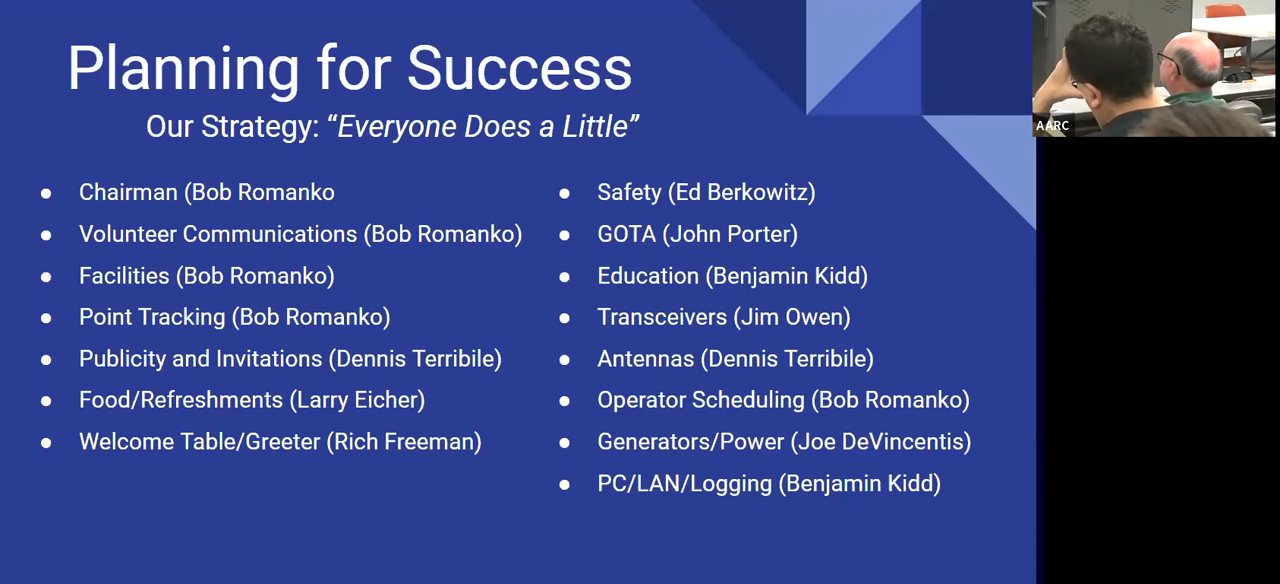 Planning for Success
Our Strategy: “Everyone Does a Little”
● Chairman (Bob Romanko
● Volunteer Communications (Bob Romanko)
● Facilities (Bob Romanko)
● Point Tracking (Bob Romanko)
● Publicity and Invitations (Dennis Terribile)
● Food/Refreshments (Larry Eicher)
● Welcome Table/Greeter (Rich Freeman)
● Safety (Ed Berkowitz)
● GOTA (John Porter)
● Education (Benjamin Kidd)
● Transceivers (Jim Owen)
● Antennas (Dennis Terribile)
● Operator Scheduling (Bob Romanko)
● Generators/Power (Joe DeVincentis)
● PC/LAN/Logging (Benjamin Kidd)
AARC